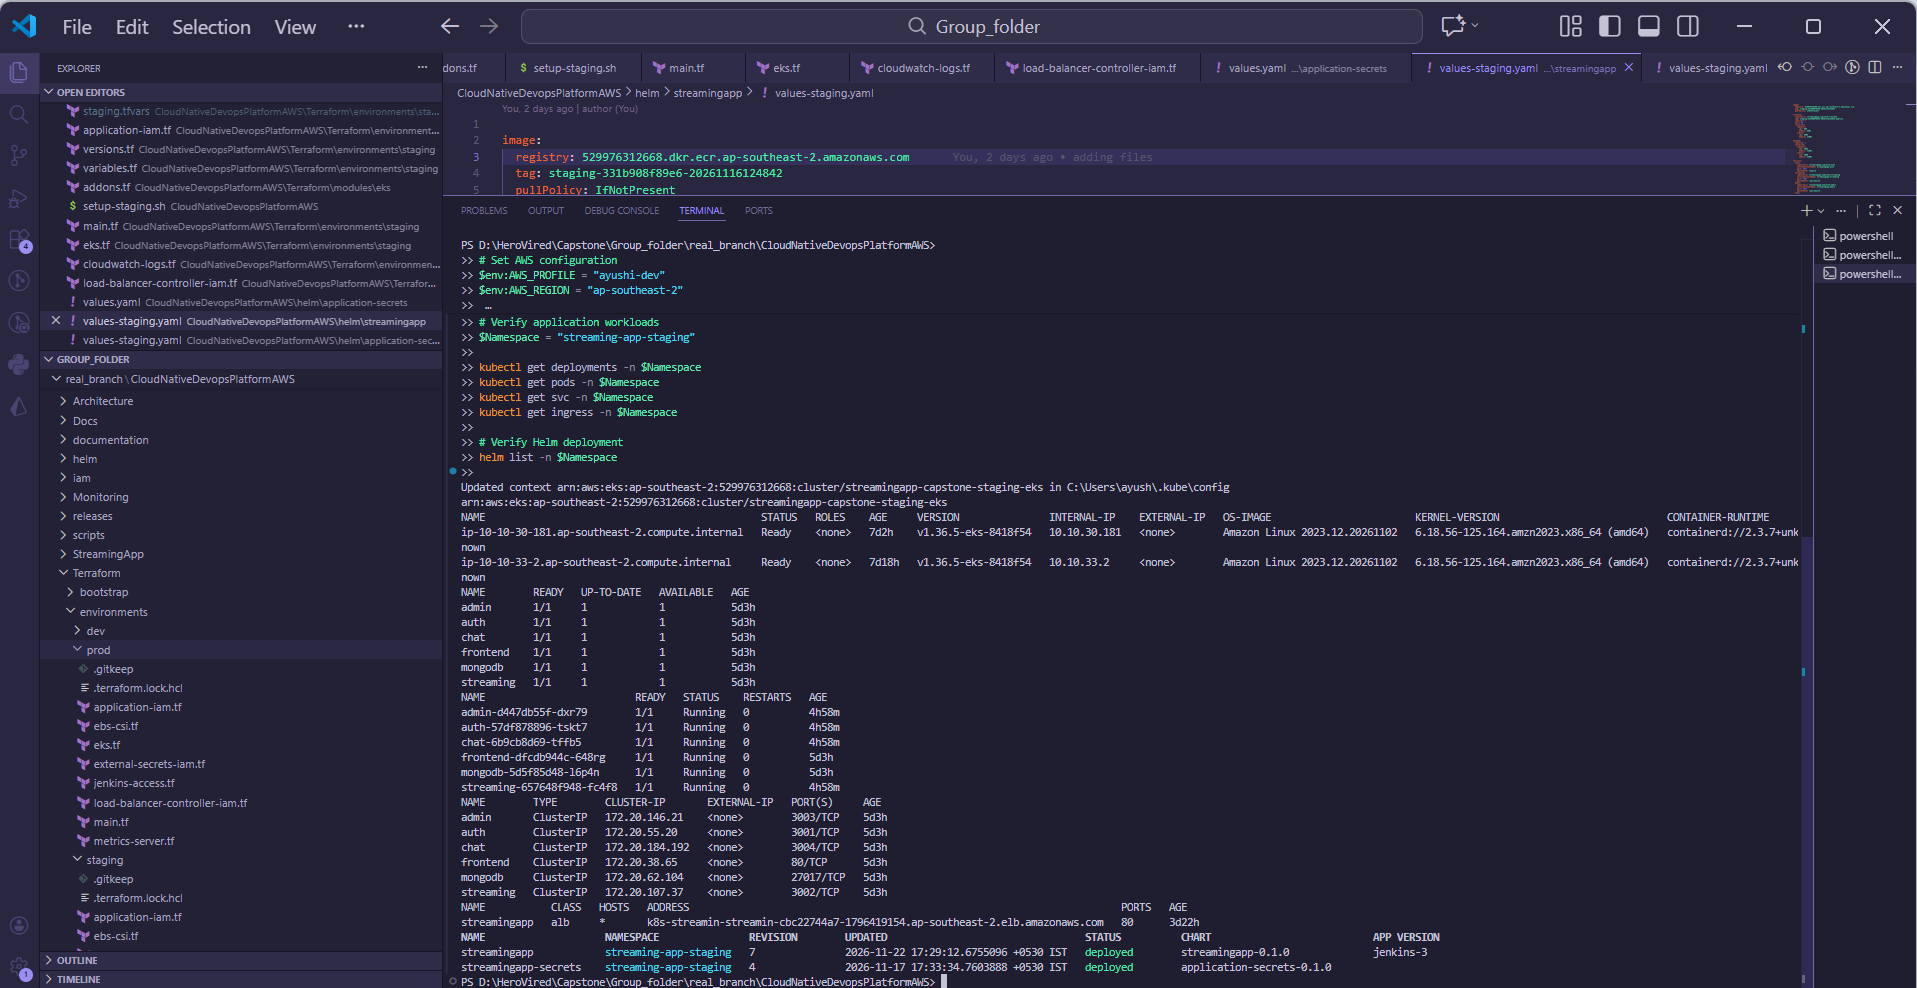 File Edit Selection View ··· Group_folder
EXPLORER ···
OPEN EDITORS
staging.tfvars CloudNativeDevopsPlatformAWS\Terraform\environments\sta...
application-iam.tf CloudNativeDevopsPlatformAWS\Terraform\environment...
versions.tf CloudNativeDevopsPlatformAWS\Terraform\environments\staging
variables.tf CloudNativeDevopsPlatformAWS\Terraform\environments\staging
addons.tf CloudNativeDevopsPlatformAWS\Terraform\modules\eks
$ setup-staging.sh CloudNativeDevopsPlatformAWS
main.tf CloudNativeDevopsPlatformAWS\Terraform\environments\staging
eks.tf CloudNativeDevopsPlatformAWS\Terraform\environments\staging
cloudwatch-logs.tf CloudNativeDevopsPlatformAWS\Terraform\environmen...
load-balancer-controller-iam.tf CloudNativeDevopsPlatformAWS\Terrafor...
! values.yaml CloudNativeDevopsPlatformAWS\helm\application-secrets
! values-staging.yaml CloudNativeDevopsPlatformAWS\helm\streamingapp
! values-staging.yaml CloudNativeDevopsPlatformAWS\helm\application-sec...
GROUP_FOLDER
real_branch\CloudNativeDevopsPlatformAWS
Architecture
Docs
documentation
helm
iam
Monitoring
releases
scripts
StreamingApp
Terraform
bootstrap
environments
dev
prod
.gitkeep
.terraform.lock.hcl
application-iam.tf
ebs-csi.tf
eks.tf
external-secrets-iam.tf
jenkins-access.tf
load-balancer-controller-iam.tf
main.tf
metrics-server.tf
staging
.gitkeep
.terraform.lock.hcl
application-iam.tf
ebs-csi.tf
OUTLINE
TIMELINE
4
1
dons.tf $ setup-staging.sh main.tf eks.tf cloudwatch-logs.tf load-balancer-controller-iam.tf ! values.yaml ...\application-secrets ! values-staging.yaml ...\streamingapp ! values-staging.yaml ···
CloudNativeDevopsPlatformAWS > helm > streamingapp > ! values-staging.yaml
You, 2 days ago | author (You)
1
2 image:
3 registry: 529976312668.dkr.ecr.ap-southeast-2.amazonaws.com You, 2 days ago • adding files
4 tag: staging-331b908f89e6-20261116124842
5 pullPolicy: IfNotPresent
PROBLEMS OUTPUT DEBUG CONSOLE TERMINAL PORTS
powershell
powershell...
powershell...
PS D:\HeroVired\Capstone\Group_folder\real_branch\CloudNativeDevopsPlatformAWS>
>> # Set AWS configuration
>> $env:AWS_PROFILE = "ayushi-dev"
>> $env:AWS_REGION = "ap-southeast-2"
>> …
>> # Verify application workloads
>> $Namespace = "streaming-app-staging"
>>
>> kubectl get deployments -n $Namespace
>> kubectl get pods -n $Namespace
>> kubectl get svc -n $Namespace
>> kubectl get ingress -n $Namespace
>>
>> # Verify Helm deployment
>> helm list -n $Namespace
>>
Updated context arn:aws:eks:ap-southeast-2:529976312668:cluster/streamingapp-capstone-staging-eks in C:\Users\ayush\.kube\config
arn:aws:eks:ap-southeast-2:529976312668:cluster/streamingapp-capstone-staging-eks
NAME STATUS ROLES AGE VERSION INTERNAL-IP EXTERNAL-IP OS-IMAGE KERNEL-VERSION CONTAINER-RUNTIME
ip-10-10-30-181.ap-southeast-2.compute.internal Ready <none> 7d2h v1.36.5-eks-8418f54 10.10.30.181 <none> Amazon Linux 2023.12.20261102 6.18.56-125.164.amzn2023.x86_64 (amd64) containerd://2.3.7+unk
nown
ip-10-10-33-2.ap-southeast-2.compute.internal Ready <none> 7d18h v1.36.5-eks-8418f54 10.10.33.2 <none> Amazon Linux 2023.12.20261102 6.18.56-125.164.amzn2023.x86_64 (amd64) containerd://2.3.7+unk
nown
NAME READY UP-TO-DATE AVAILABLE AGE
admin 1/1 1 1 5d3h
auth 1/1 1 1 5d3h
chat 1/1 1 1 5d3h
frontend 1/1 1 1 5d3h
mongodb 1/1 1 1 5d3h
streaming 1/1 1 1 5d3h
NAME READY STATUS RESTARTS AGE
admin-d447db55f-dxr79 1/1 Running 0 4h58m
auth-57df878896-tskt7 1/1 Running 0 4h58m
chat-6b9cb8d69-tffb5 1/1 Running 0 4h58m
frontend-dfcdb944c-648rg 1/1 Running 0 5d3h
mongodb-5d5f85d48-l6p4n 1/1 Running 0 5d3h
streaming-657648f948-fc4f8 1/1 Running 0 4h58m
NAME TYPE CLUSTER-IP EXTERNAL-IP PORT(S) AGE
admin ClusterIP 172.20.146.21 <none> 3003/TCP 5d3h
auth ClusterIP 172.20.55.20 <none> 3001/TCP 5d3h
chat ClusterIP 172.20.184.192 <none> 3004/TCP 5d3h
frontend ClusterIP 172.20.38.65 <none> 80/TCP 5d3h
mongodb ClusterIP 172.20.62.104 <none> 27017/TCP 5d3h
streaming ClusterIP 172.20.107.37 <none> 3002/TCP 5d3h
NAME CLASS HOSTS ADDRESS PORTS AGE
streamingapp alb * k8s-streamin-streamin-cbc22744a7-1796419154.ap-southeast-2.elb.amazonaws.com 80 3d22h
NAME NAMESPACE REVISION UPDATED STATUS CHART APP VERSION
streamingapp streaming-app-staging 7 2026-11-22 17:29:12.6755096 +0530 IST deployed streamingapp-0.1.0 jenkins-3
streamingapp-secrets streaming-app-staging 4 2026-11-17 17:33:34.7603888 +0530 IST deployed application-secrets-0.1.0
PS D:\HeroVired\Capstone\Group_folder\real_branch\CloudNativeDevopsPlatformAWS>